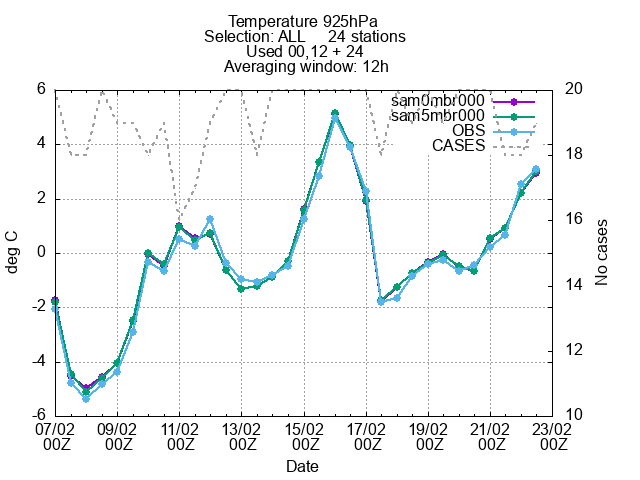 Temperature 925hPa
Selection: ALL 24 stations
Used 00,12 + 24
Averaging window: 12h
sam0mbr000
sam5mbr000
OBS
CASES
6
4
2
0
-2
-4
-6
deg C
20
18
16
14
12
10
No cases
07/02 09/02 11/02 13/02 15/02 17/02 19/02 21/02 23/02
00Z 00Z 00Z 00Z 00Z 00Z 00Z 00Z 00Z
Date